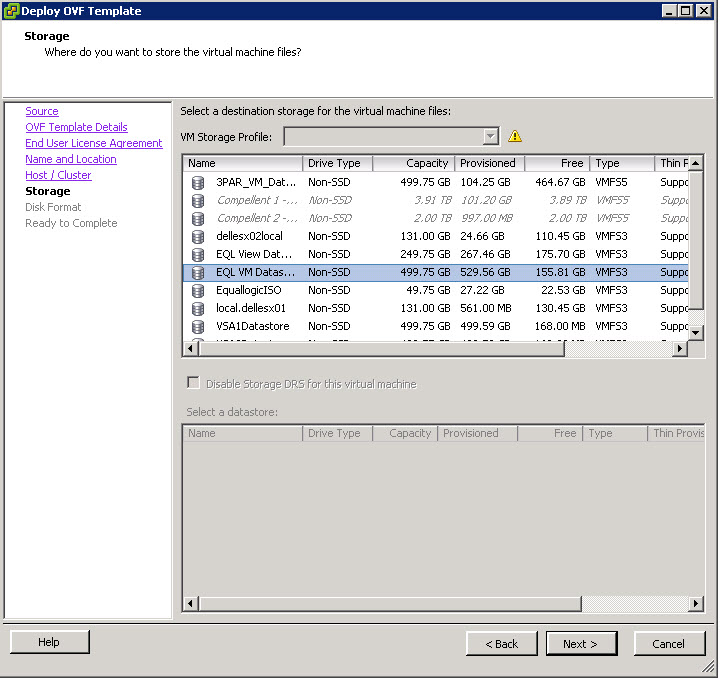 Deploy OVF Template
Storage
Where do you want to store the virtual machine files?
Source
OVF Template Details
End User License Agreement
Name and Location
Host / Cluster
Storage
Disk Format
Ready to Complete
Select a destination storage for the virtual machine files:
VM Storage Profile:
Name Drive Type Capacity Provisioned Free Type Thin P
3PAR_VM_Dat... Non-SSD 499.75 GB 104.25 GB 464.67 GB VMFS5 Suppo
Compellent 1 -... Non-SSD 3.91 TB 101.20 GB 3.89 TB VMFS5 Suppo
Compellent 2 -... Non-SSD 2.00 TB 997.00 MB 2.00 TB VMFS5 Suppo
dellesx02local Non-SSD 131.00 GB 24.66 GB 110.45 GB VMFS3 Suppo
EQL View Dat... Non-SSD 249.75 GB 267.46 GB 175.70 GB VMFS3 Suppo
EQL VM Datas... Non-SSD 499.75 GB 529.56 GB 155.81 GB VMFS3 Suppo
EquallogicISO Non-SSD 49.75 GB 27.22 GB 22.53 GB VMFS3 Suppo
local.dellesx01 Non-SSD 131.00 GB 561.00 MB 130.45 GB VMFS3 Suppo
VSA1Datastore Non-SSD 499.75 GB 499.59 GB 168.00 MB VMFS3 Suppo
Disable Storage DRS for this virtual machine
Select a datastore:
Name Drive Type Capacity Provisioned Free Type Thin Provis
Help
< Back
Next >
Cancel